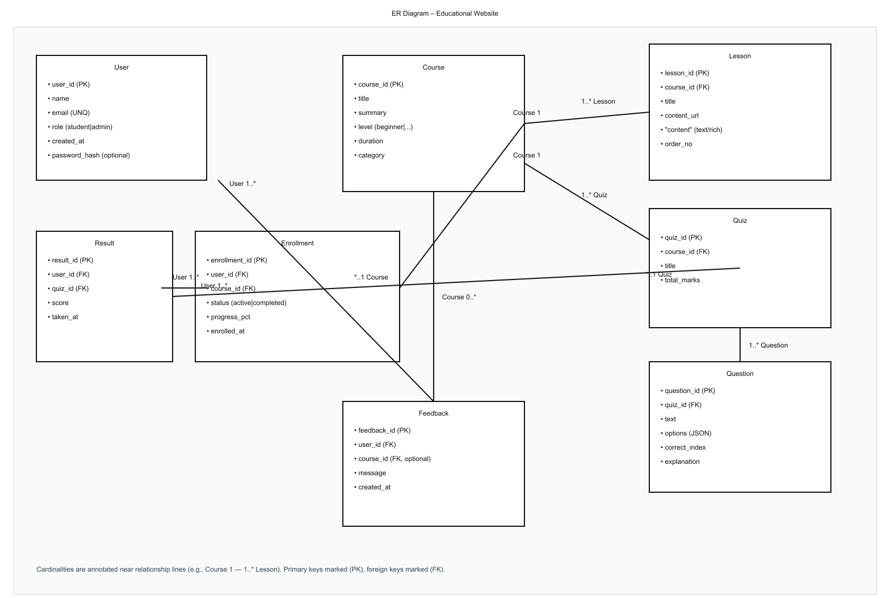 ER Diagram – Educational Website
User
• user_id (PK)
• name
• email (UNQ)
• role (student|admin)
• created_at
• password_hash (optional)
Course
• course_id (PK)
• title
• summary
• level (beginner|...)
• duration
• category
Lesson
• lesson_id (PK)
• course_id (FK)
• title
• content_url
• "content" (text/rich)
• order_no
Course 1
1..* Lesson
Course 1
1..* Quiz
User 1..*
Result
• result_id (PK)
• user_id (FK)
• quiz_id (FK)
• score
• taken_at
User 1..*
User 1..*
Enrollment
• enrollment_id (PK)
• user_id (FK)
• course_id (FK)
• status (active|completed)
• progress_pct
• enrolled_at
*..1 Course
Course 0..*
Quiz
• quiz_id (PK)
• course_id (FK)
• title
• total_marks
1 Quiz
1..* Question
Question
• question_id (PK)
• quiz_id (FK)
• text
• options (JSON)
• correct_index
• explanation
Feedback
• feedback_id (PK)
• user_id (FK)
• course_id (FK, optional)
• message
• created_at
Cardinalities are annotated near relationship lines (e.g., Course 1 — 1..* Lesson). Primary keys marked (PK), foreign keys marked (FK).